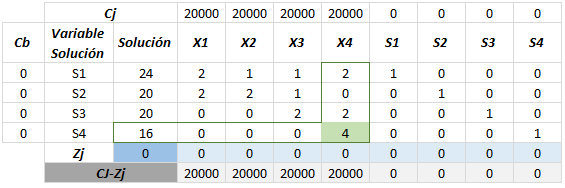 Cj 20000 20000 20000 20000 0 0 0 0
Cb Variable Solución Solución X1 X2 X3 X4 S1 S2 S3 S4
0 S1 24 2 1 1 2 1 0 0 0
0 S2 20 2 2 1 0 0 1 0 0
0 S3 20 0 0 2 2 0 0 1 0
0 S4 16 0 0 0 4 0 0 0 1
Zj 0 0 0 0 0 0 0 0 0
CJ-Zj 20000 20000 20000 20000 0 0 0 0